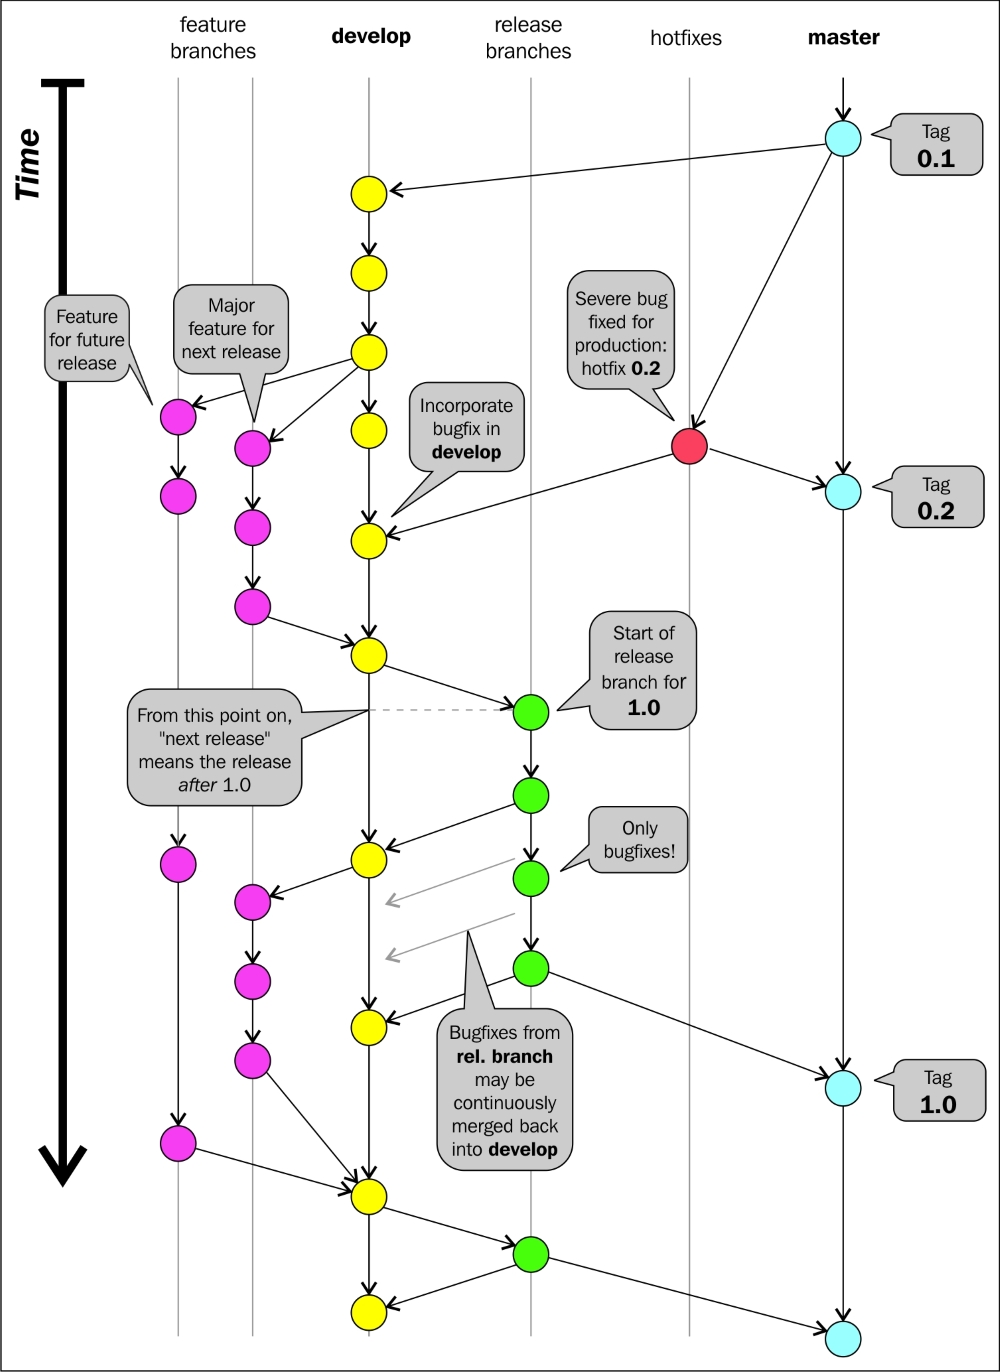 feature
branches
develop
release
branches
hotfixes
master
Time
Tag
0.1
Feature
for future
release
Major
feature for
next release
Severe bug
fixed for
production:
hotfix 0.2
Incorporate
bugfix in
develop
Tag
0.2
Start of
release
branch for
1.0
From this point on,
"next release"
means the release
after 1.0
Only
bugfixes!
Bugfixes from
rel. branch
may be
continuously
merged back
into develop
Tag
1.0